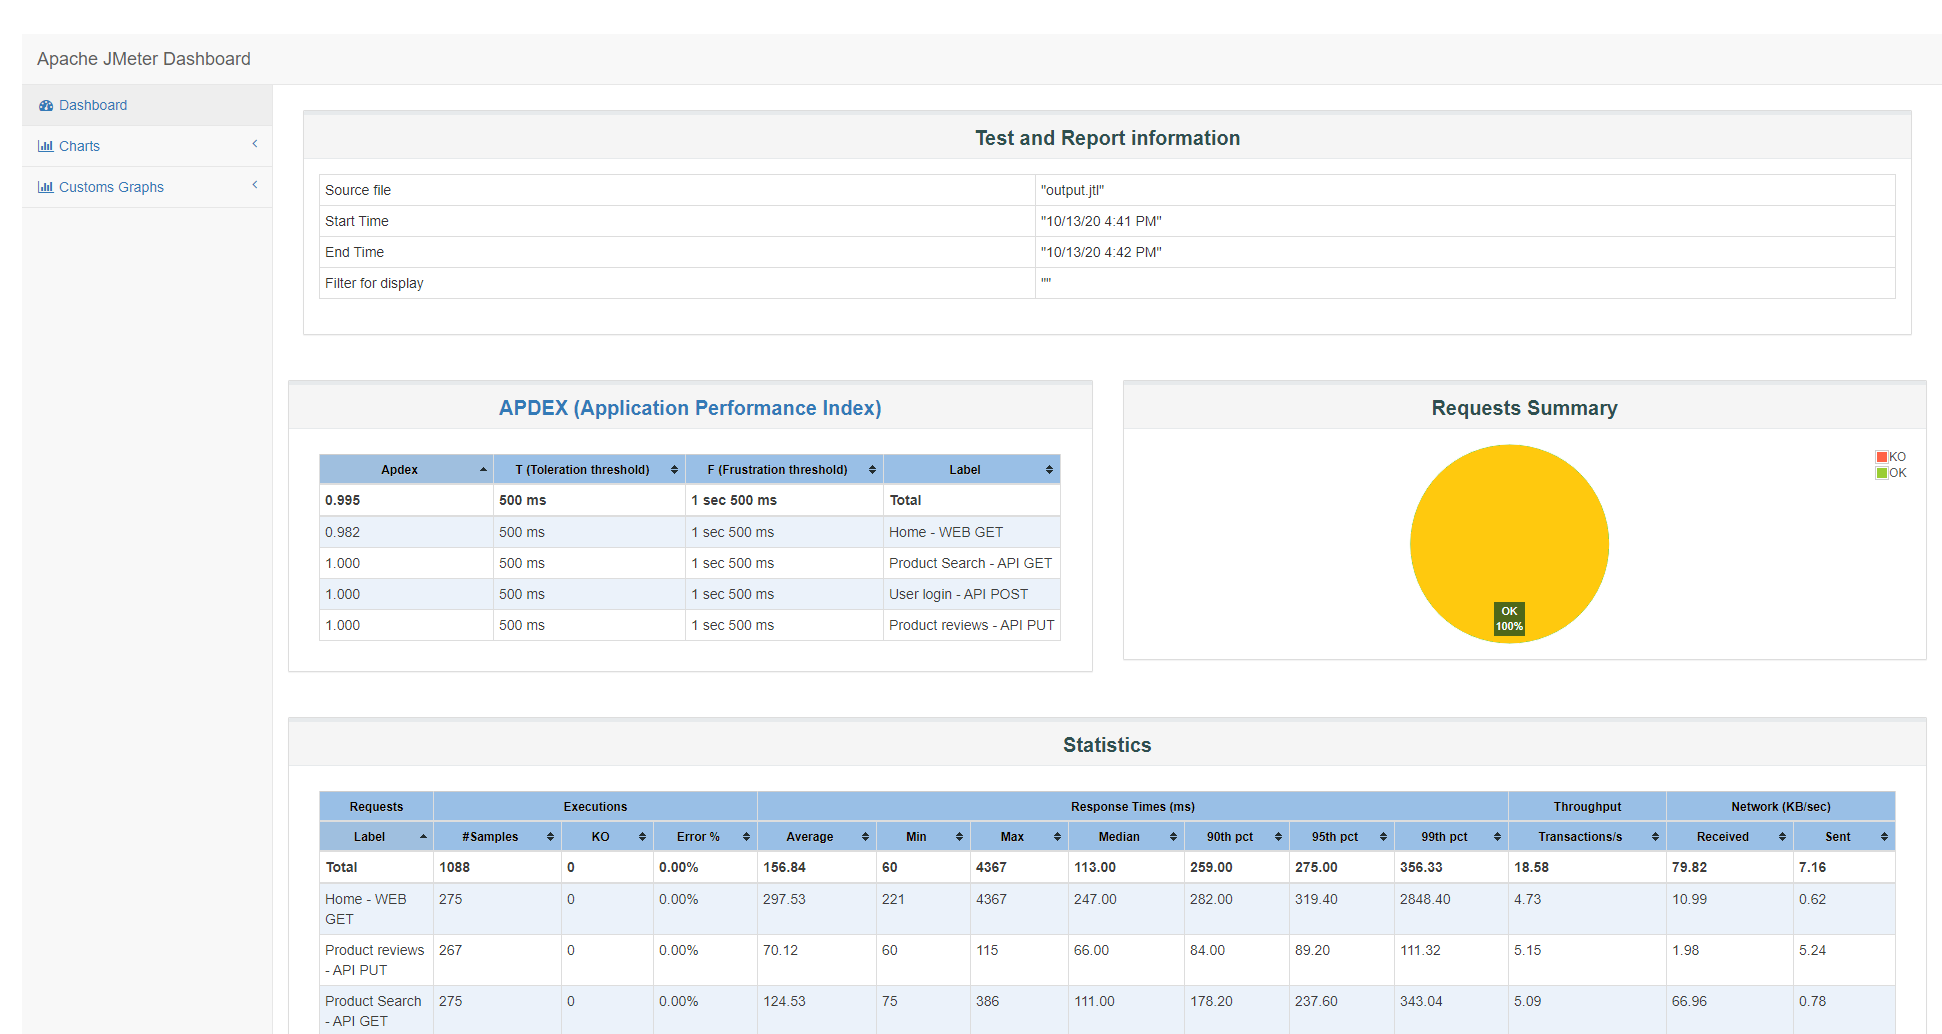 Apache JMeter Dashboard
Dashboard
Charts
Customs Graphs
Test and Report information
Source file "output.jtl"
Start Time "10/13/20 4:41 PM"
End Time "10/13/20 4:42 PM"
Filter for display ""
APDEX (Application Performance Index)
Apdex T (Toleration threshold) F (Frustration threshold) Label
0.995 500 ms 1 sec 500 ms Total
0.982 500 ms 1 sec 500 ms Home - WEB GET
1.000 500 ms 1 sec 500 ms Product Search - API GET
1.000 500 ms 1 sec 500 ms User login - API POST
1.000 500 ms 1 sec 500 ms Product reviews - API PUT
Requests Summary
KO
OK
OK
100%
Statistics
Requests Executions Response Times (ms) Throughput Network (KB/sec)
Label #Samples KO Error % Average Min Max Median 90th pct 95th pct 99th pct Transactions/s Received Sent
Total 1088 0 0.00% 156.84 60 4367 113.00 259.00 275.00 356.33 18.58 79.82 7.16
Home - WEB 275 0 0.00% 297.53 221 4367 247.00 282.00 319.40 2848.40 4.73 10.99 0.62
GET
Product reviews 267 0 0.00% 70.12 60 115 66.00 84.00 89.20 111.32 5.15 1.98 5.24
- API PUT
Product Search 275 0 0.00% 124.53 75 386 111.00 178.20 237.60 343.04 5.09 66.96 0.78
- API GET